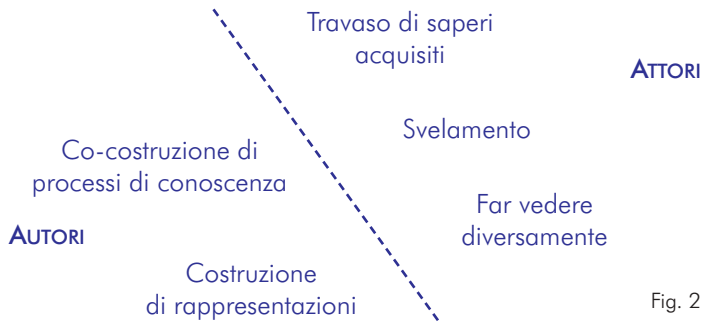 Travaso di saperi
acquisiti
ATTORI
Svelamento
Co-costruzione di
processi di conoscenza
Far vedere
diversamente
AUTORI
Costruzione
di rappresentazioni
Fig. 2